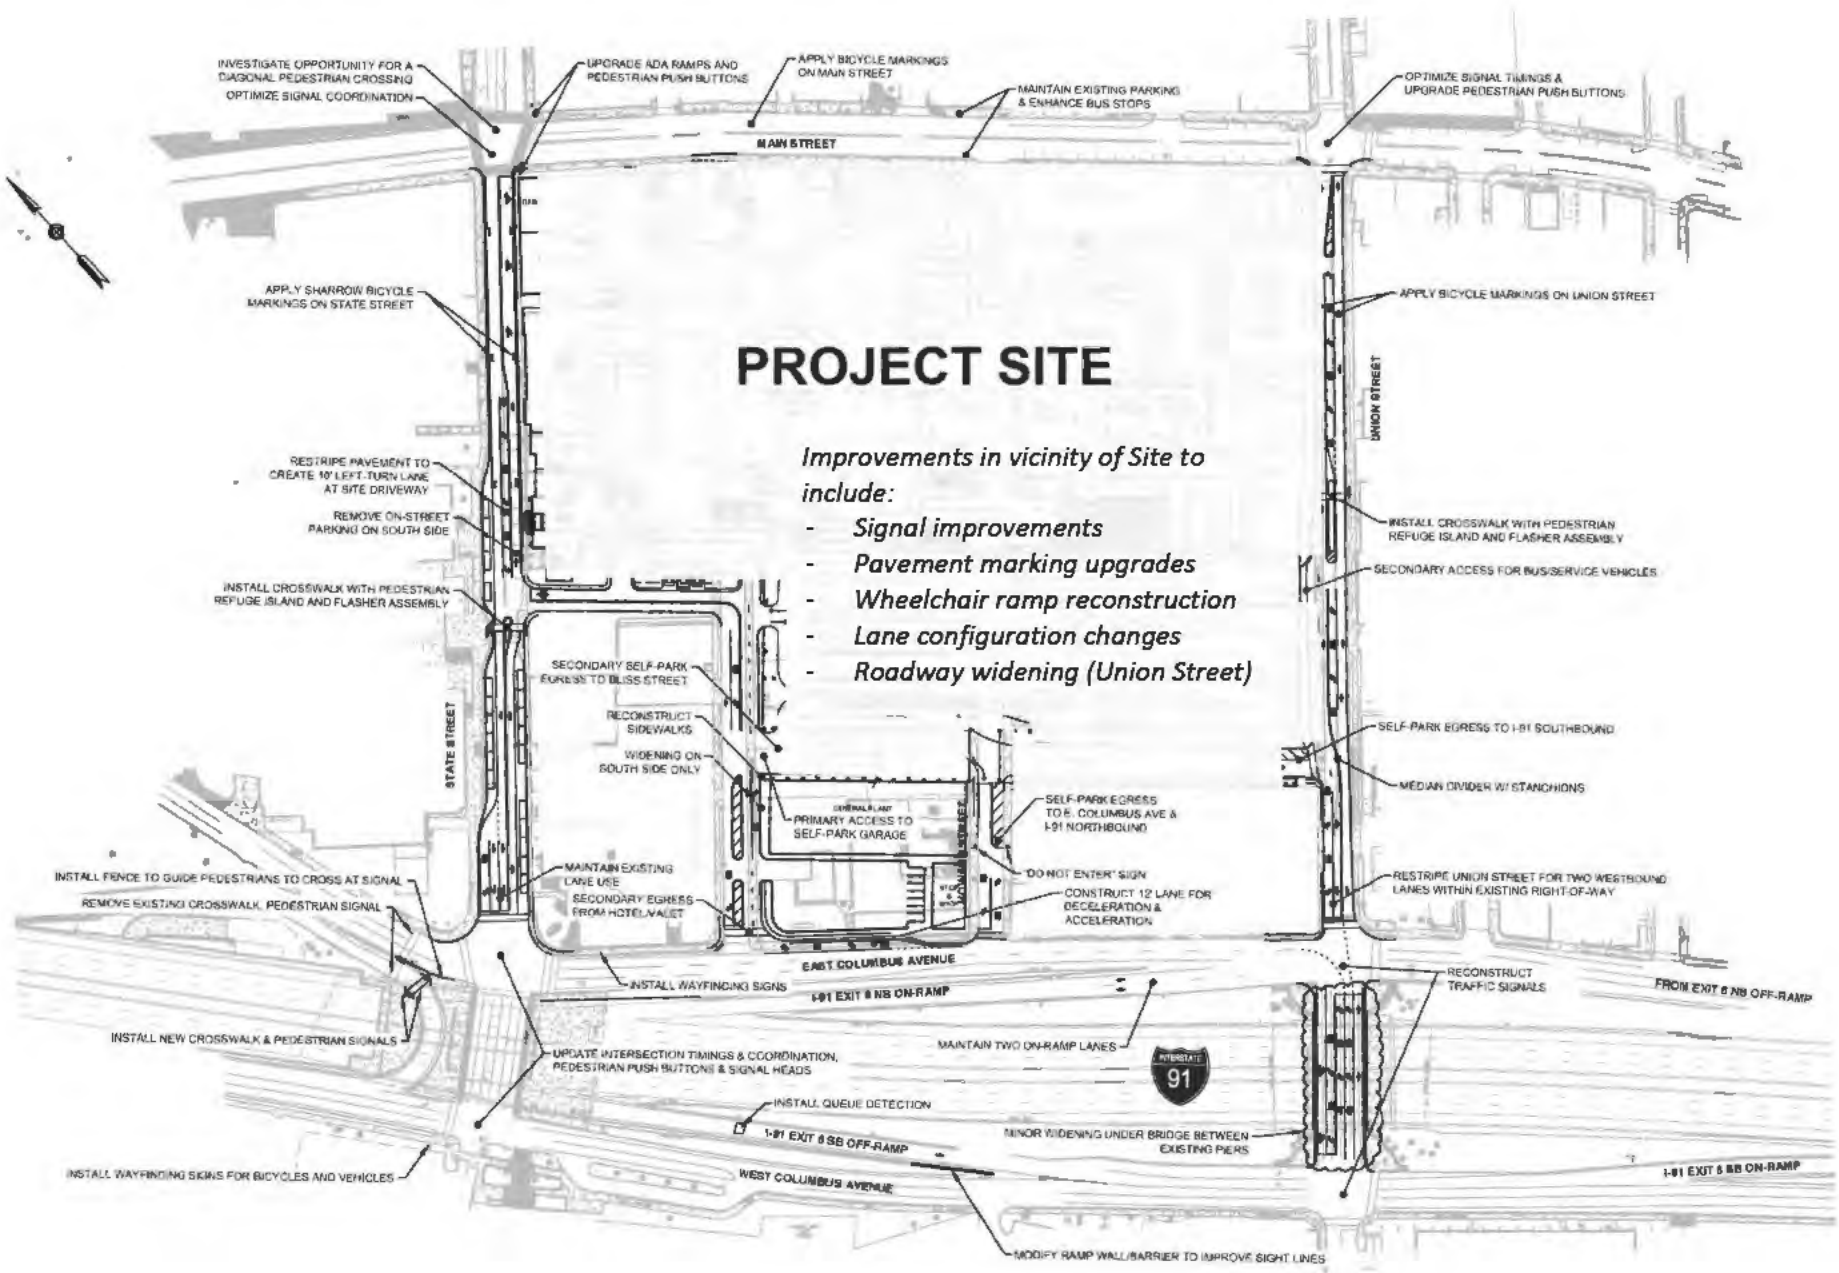 INVESTIGATE OPPORTUNITY FOR A
DIAGONAL PEDESTRIAN CROSSING
OPTIMIZE SIGNAL COORDINATION
UPGRADE ADA RAMPS AND
PEDESTRIAN PUSH BUTTONS
APPLY BICYCLE MARKINGS
ON MAIN STREET
MAINTAIN EXISTING PARKING
& ENHANCE BUS STOPS
OPTIMIZE SIGNAL TIMINGS &
UPGRADE PEDESTRIAN PUSH BUTTONS
MAIN STREET
APPLY SHARROW BICYCLE
MARKINGS ON STATE STREET
APPLY BICYCLE MARKINGS ON UNION STREET
PROJECT SITE
UNION STREET
Improvements in vicinity of Site to
include:
- Signal improvements
- Pavement marking upgrades
- Wheelchair ramp reconstruction
- Lane configuration changes
- Roadway widening (Union Street)
RESTRIPE PAVEMENT TO
CREATE 10' LEFT-TURN LANE
AT SITE DRIVEWAY
REMOVE ON-STREET
PARKING ON SOUTH SIDE
INSTALL CROSSWALK WITH PEDESTRIAN
REFUGE ISLAND AND FLASHER ASSEMBLY
INSTALL CROSSWALK WITH PEDESTRIAN
REFUGE ISLAND AND FLASHER ASSEMBLY
SECONDARY ACCESS FOR BUS/SERVICE VEHICLES
SECONDARY SELF-PARK
EGRESS TO BLISS STREET
RECONSTRUCT
SIDEWALKS
WIDENING ON
SOUTH SIDE ONLY
STATE STREET
SELF-PARK EGRESS TO I-91 SOUTHBOUND
MEDIAN DIVIDER W/ STANCHIONS
CENTRAL PLANT
PRIMARY ACCESS TO
SELF-PARK GARAGE
HOWARD STREET
SELF-PARK EGRESS
TO E. COLUMBUS AVE &
I-91 NORTHBOUND
'DO NOT ENTER' SIGN
MAINTAIN EXISTING
LANE USE
SECONDARY EGRESS
FROM HOTEL/VALET
CONSTRUCT 12 LANE FOR
DECELERATION &
ACCELERATION
RESTRIPE UNION STREET FOR TWO WESTBOUND
LANES WITHIN EXISTING RIGHT-OF-WAY
INSTALL FENCE TO GUIDE PEDESTRIANS TO CROSS AT SIGNAL
REMOVE EXISTING CROSSWALK, PEDESTRIAN SIGNAL
EAST COLUMBUS AVENUE
INSTALL WAYFINDING SIGNS
I-91 EXIT 6 NB ON-RAMP
RECONSTRUCT
TRAFFIC SIGNALS
FROM EXIT 6 NB OFF-RAMP
INSTALL NEW CROSSWALK & PEDESTRIAN SIGNALS
UPDATE INTERSECTION TIMINGS & COORDINATION,
PEDESTRIAN PUSH BUTTONS & SIGNAL HEADS
MAINTAIN TWO ON-RAMP LANES
INTERSTATE
91
INSTALL QUEUE DETECTION
I-91 EXIT 6 SB OFF-RAMP
MINOR WIDENING UNDER BRIDGE BETWEEN
EXISTING PIERS
INSTALL WAYFINDING SIGNS FOR BICYCLES AND VEHICLES
WEST COLUMBUS AVENUE
I-91 EXIT 6 SB ON-RAMP
MODIFY RAMP WALL/BARRIER TO IMPROVE SIGHT LINES